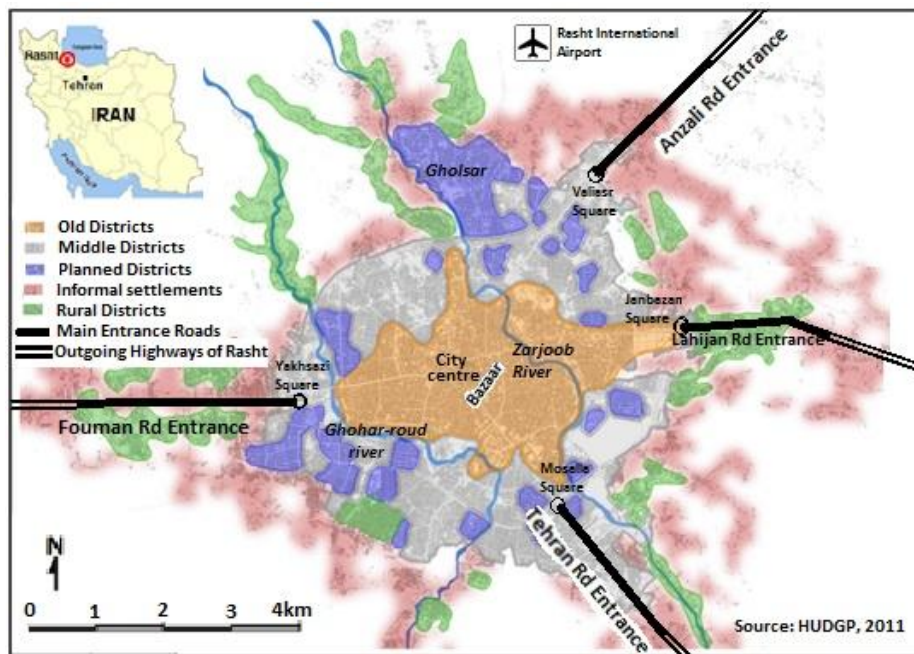 Rasht
Tehran
IRAN
Rasht International
Airport
Anzali Rd Entrance
Gholsar
Valiasr
Square
Old Districts
Middle Districts
Planned Districts
Informal settlements
Rural Districts
Main Entrance Roads
Outgoing Highways of Rasht
Janbazan
Square
Lahijan Rd Entrance
City
centre
Bazaar
Zarjoob
River
Yakhsazi
Square
Fouman Rd Entrance
Ghohar-roud
river
Mosalla
Square
Tehran Rd Entrance
N
0 1 2 3 4km
Source: HUDGP, 2011